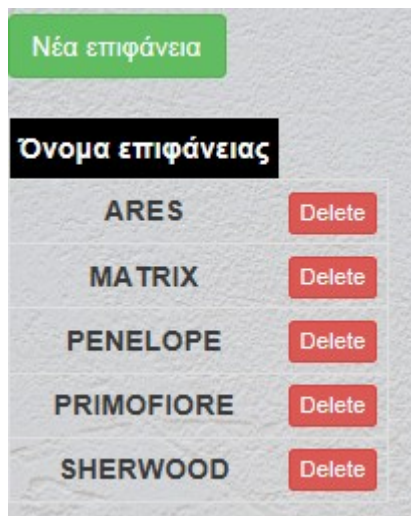 Νέα επιφάνεια
Όνομα επιφάνειας
ARES Delete
MATRIX Delete
PENELOPE Delete
PRIMOFIORE Delete
SHERWOOD Delete